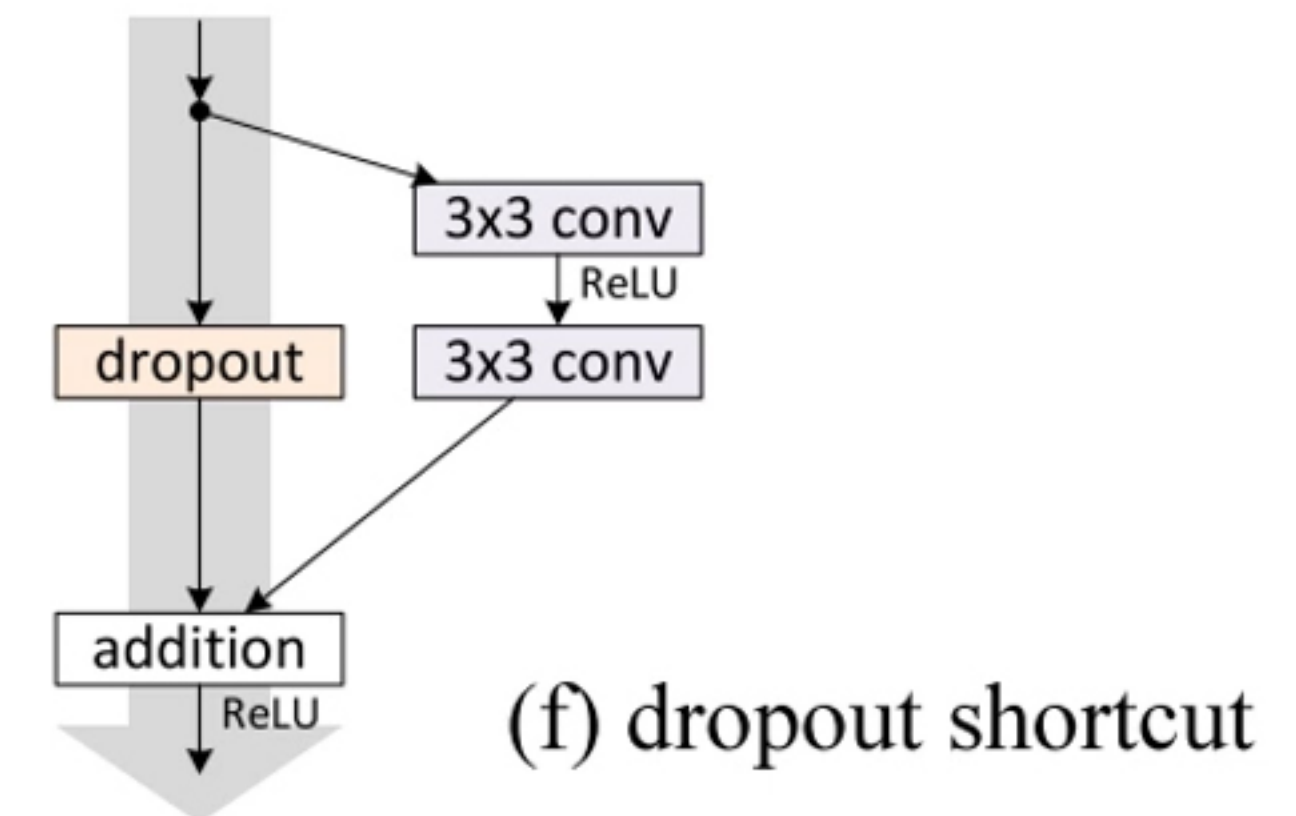 3x3 conv
ReLU
dropout
3x3 conv
addition
ReLU
(f) dropout shortcut